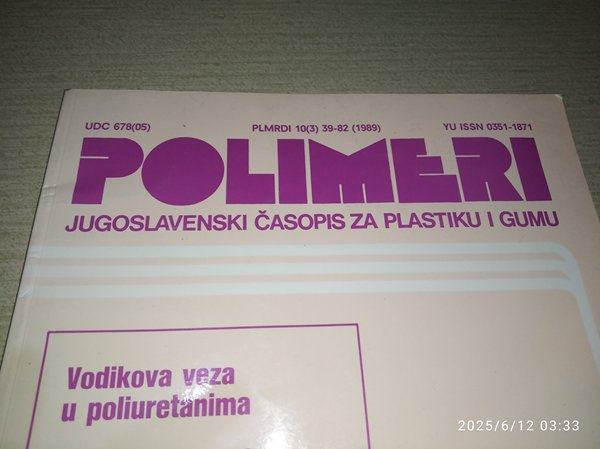 UDC 678(05) PLMRDI 10(3) 39-82 (1989) YU ISSN 0351-1871
POLIMERI
JUGOSLAVENSKI ČASOPIS ZA PLASTIKU I GUMU
Vodikova veza
u poliuretanima
2025/6/12 03:33